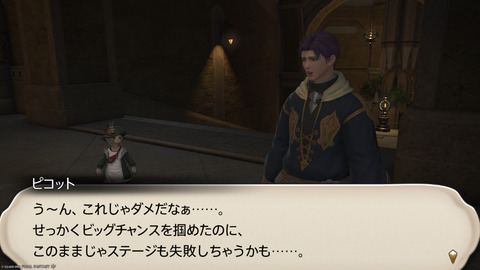 ピコット
う～ん、これじゃダメだなぁ……。
せっかくビッグチャンスを掴めたのに、
このままじゃステージも失敗しちゃうかも……。